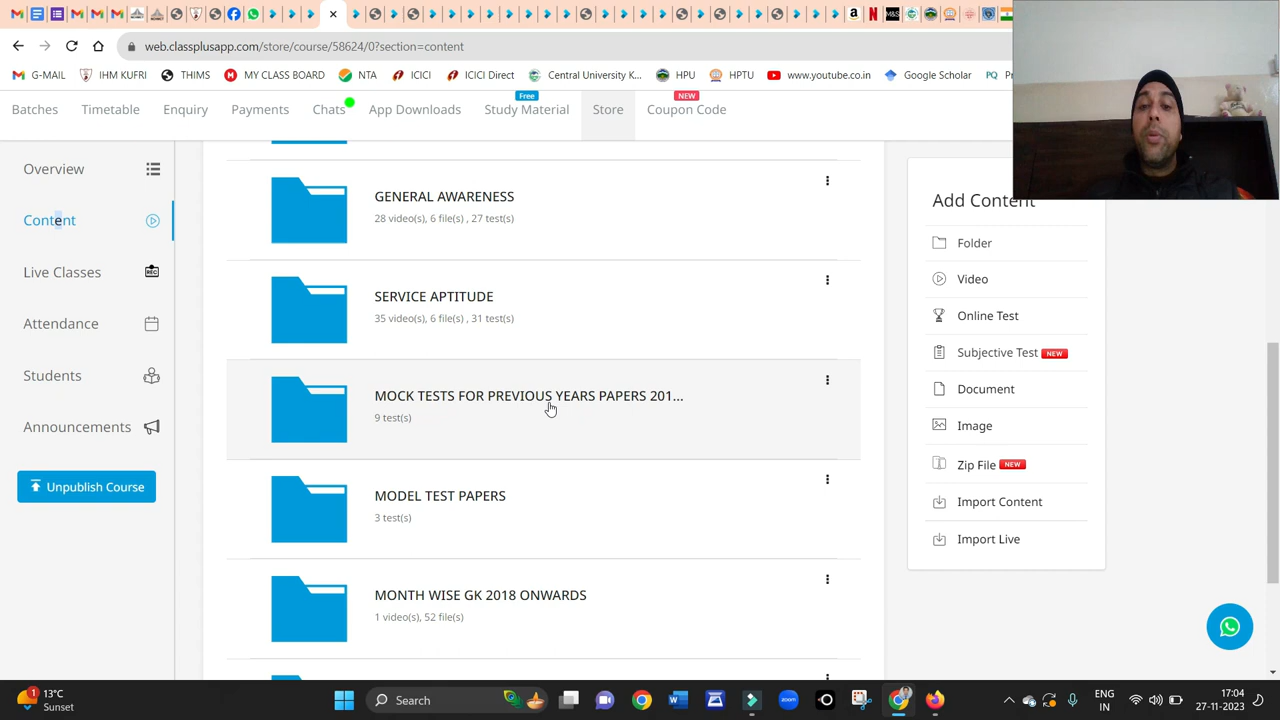 web.classplusapp.com/store/course/58624/0?section=content
G-MAIL IHM KUFRI THIMS MY CLASS BOARD NTA ICICI ICICI Direct Central University K... HPU HPTU www.youtube.co.in Google Scholar PQ
Free NEW
Batches Timetable Enquiry Payments Chats App Downloads Study Material Store Coupon Code
Overview
Content
Live Classes
REC
Attendance
Students
Announcements
Unpublish Course
GENERAL AWARENESS
28 video(s), 6 file(s) , 27 test(s)
SERVICE APTITUDE
35 video(s), 6 file(s) , 31 test(s)
MOCK TESTS FOR PREVIOUS YEARS PAPERS 201...
9 test(s)
MODEL TEST PAPERS
3 test(s)
MONTH WISE GK 2018 ONWARDS
1 video(s), 52 file(s)
Add Content
Folder
Video
Online Test
Subjective Test NEW
Document
Image
Zip File NEW
Import Content
Import Live
1
13°C
Sunset
Search
zoom
ENG
IN
17:04
27-11-2023